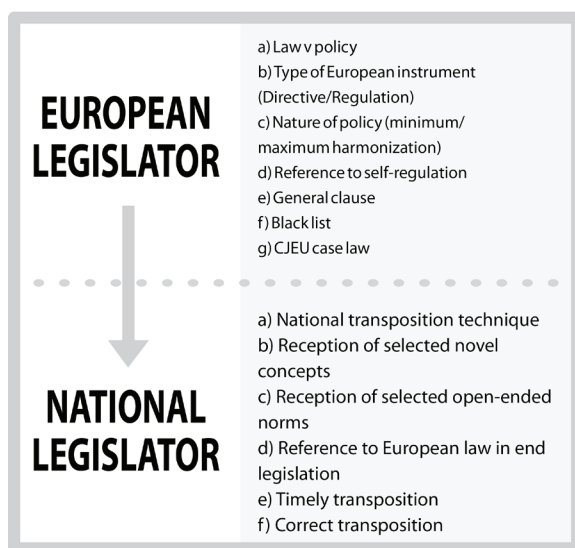 EUROPEAN
LEGISLATOR
a) Law v policy
b) Type of European instrument
(Directive/Regulation)
c) Nature of policy (minimum/
maximum harmonization)
d) Reference to self-regulation
e) General clause
f) Black list
g) CJEU case law
NATIONAL
LEGISLATOR
a) National transposition technique
b) Reception of selected novel
concepts
c) Reception of selected open-ended
norms
d) Reference to European law in end
legislation
e) Timely transposition
f) Correct transposition